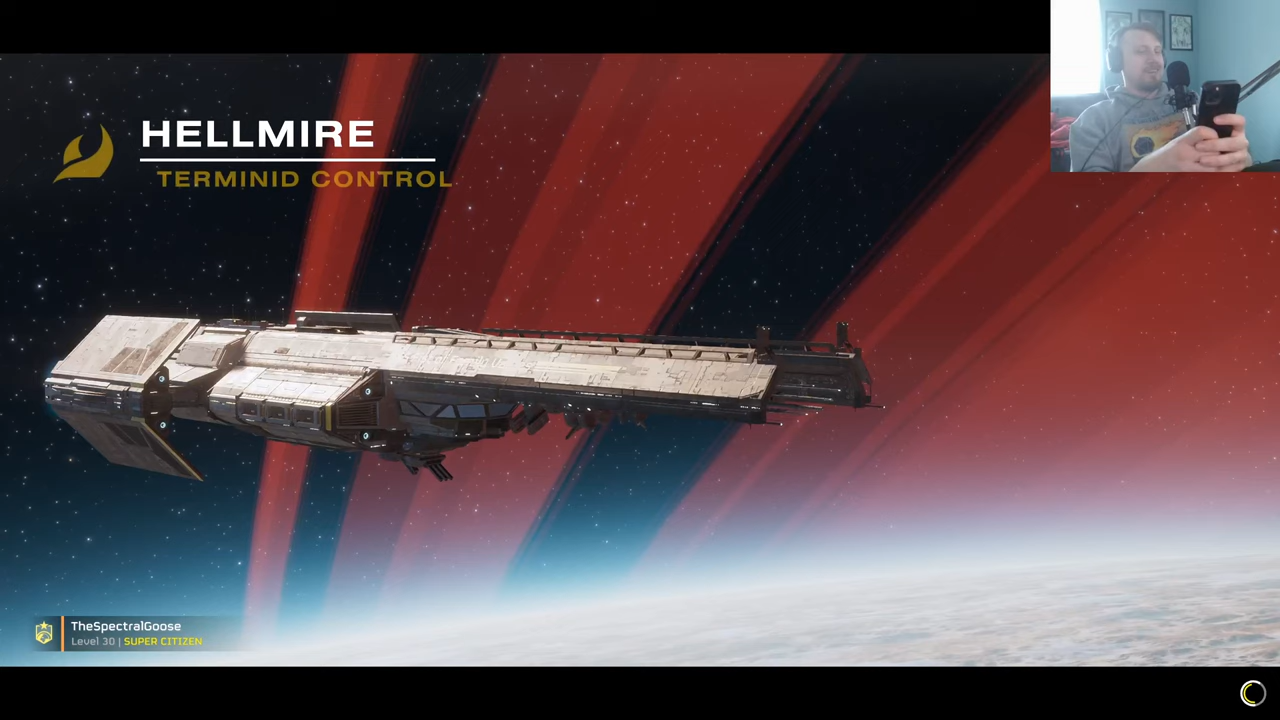 HELLMIRE
TERMINID CONTROL
TheSpectralGoose
Level 30 | SUPER CITIZEN